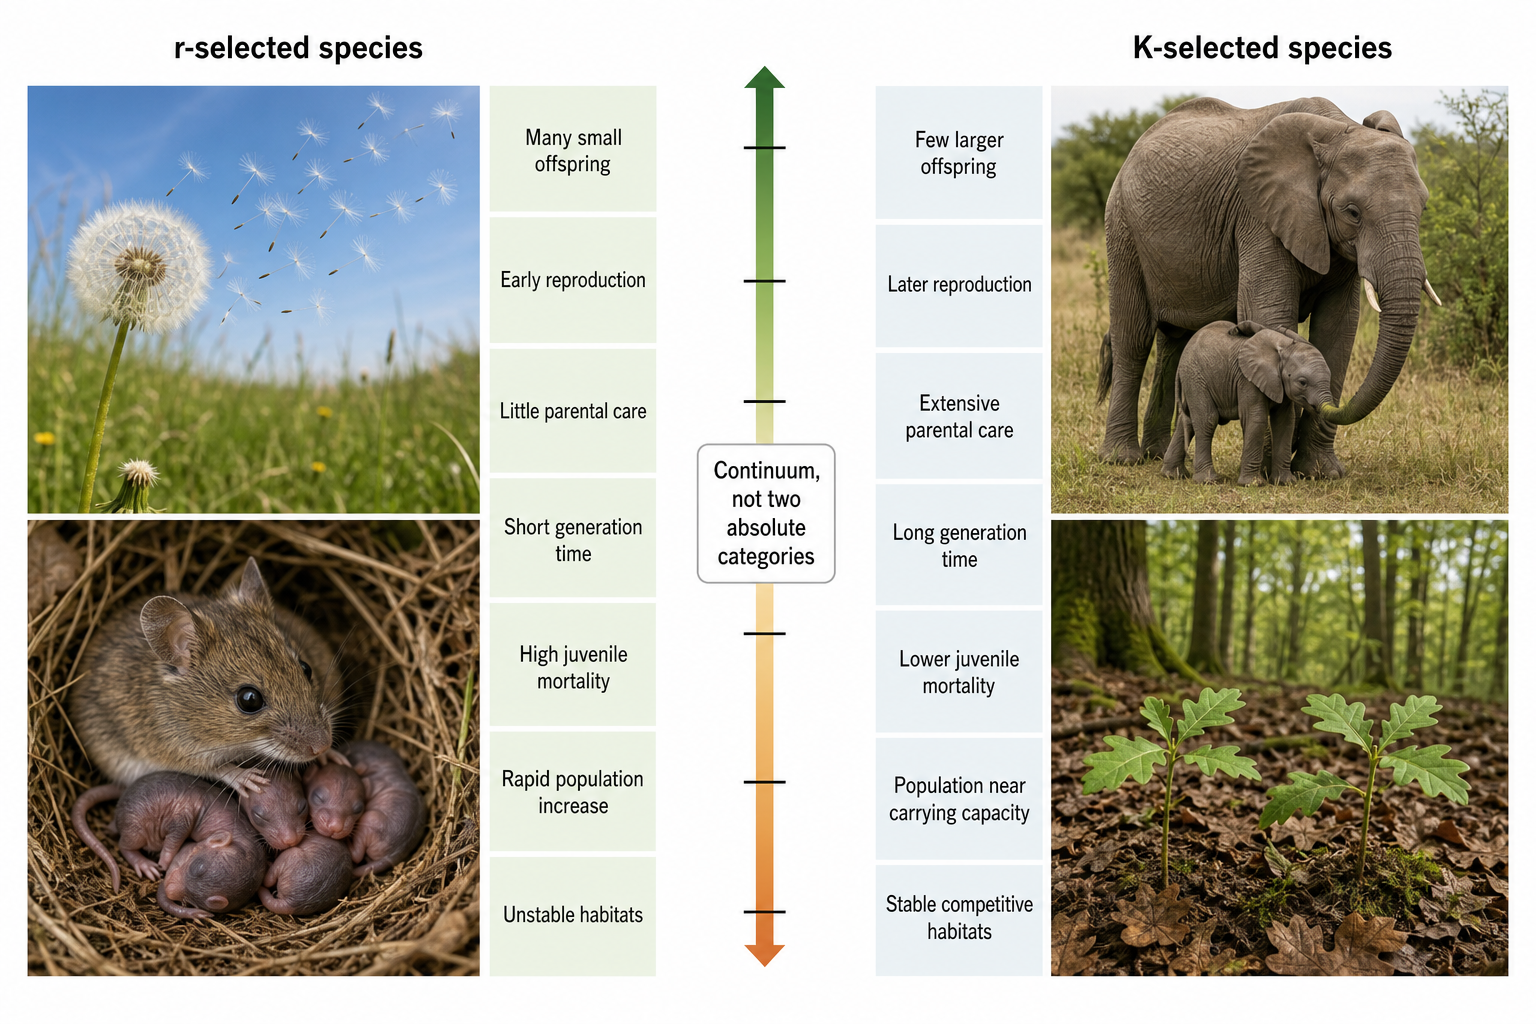 r-selected species
Many small
offspring
Early reproduction
Little parental care
Short generation
time
High juvenile
mortality
Rapid population
increase
Unstable habitats
Continuum,
not two
absolute
categories
K-selected species
Few larger
offspring
Later reproduction
Extensive
parental care
Long generation
time
Lower juvenile
mortality
Population near
carrying capacity
Stable competitive
habitats